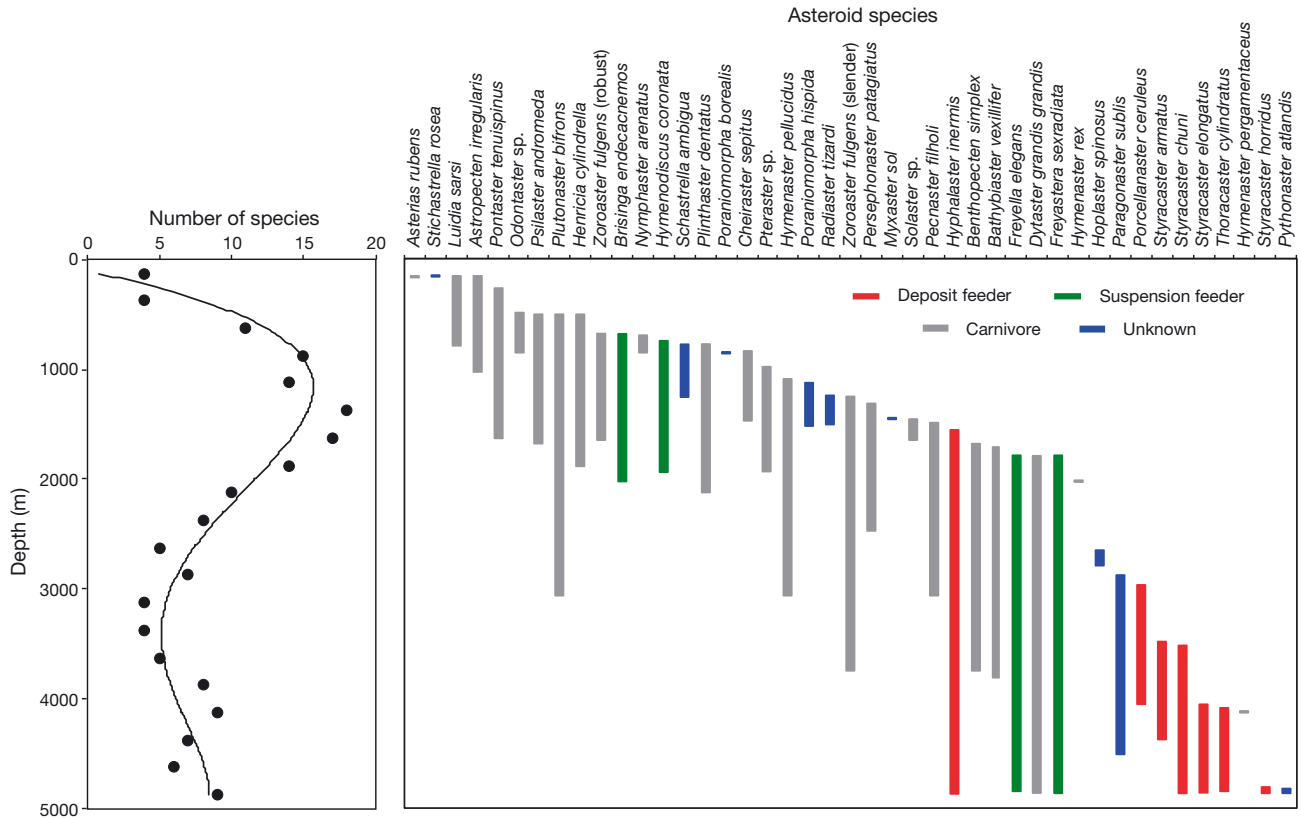 Asteroid species
Asterias rubens
Stichastrella rosea
Luidia sarsi
Astropecten irregularis
Pontaster tenuispinus
Odontaster sp.
Psilaster andromeda
Plutonaster bifrons
Henricia cylindrella
Zoroaster fulgens (robust)
Brisinga endecacnemos
Nymphaster arenatus
Hymenodiscus coronata
Schastrella ambigua
Plinthaster dentatus
Poraniomorpha borealis
Cheiraster sepitus
Pteraster sp.
Hymenaster pellucidus
Poraniomorpha hispida
Radiaster tizardi
Zoroaster fulgens (slender)
Persephonaster patagiatus
Myxaster sol
Solaster sp.
Pecnaster filholi
Hyphalaster inermis
Benthopecten simplex
Bathybiaster vexillifer
Freyella elegans
Dytaster grandis grandis
Freyastera sexradiata
Hymenaster rex
Hoplaster spinosus
Paragonaster sublis
Porcellanaster ceruleus
Styracaster armatus
Styracaster chuni
Styracaster elongatus
Thoracaster cylindratus
Hymenaster pergamentaceus
Styracaster horridus
Pythonaster atlandis
Number of species
0 5 10 15 20
0
1000
2000
3000
4000
5000
Depth (m)
Deposit feeder
Suspension feeder
Carnivore
Unknown